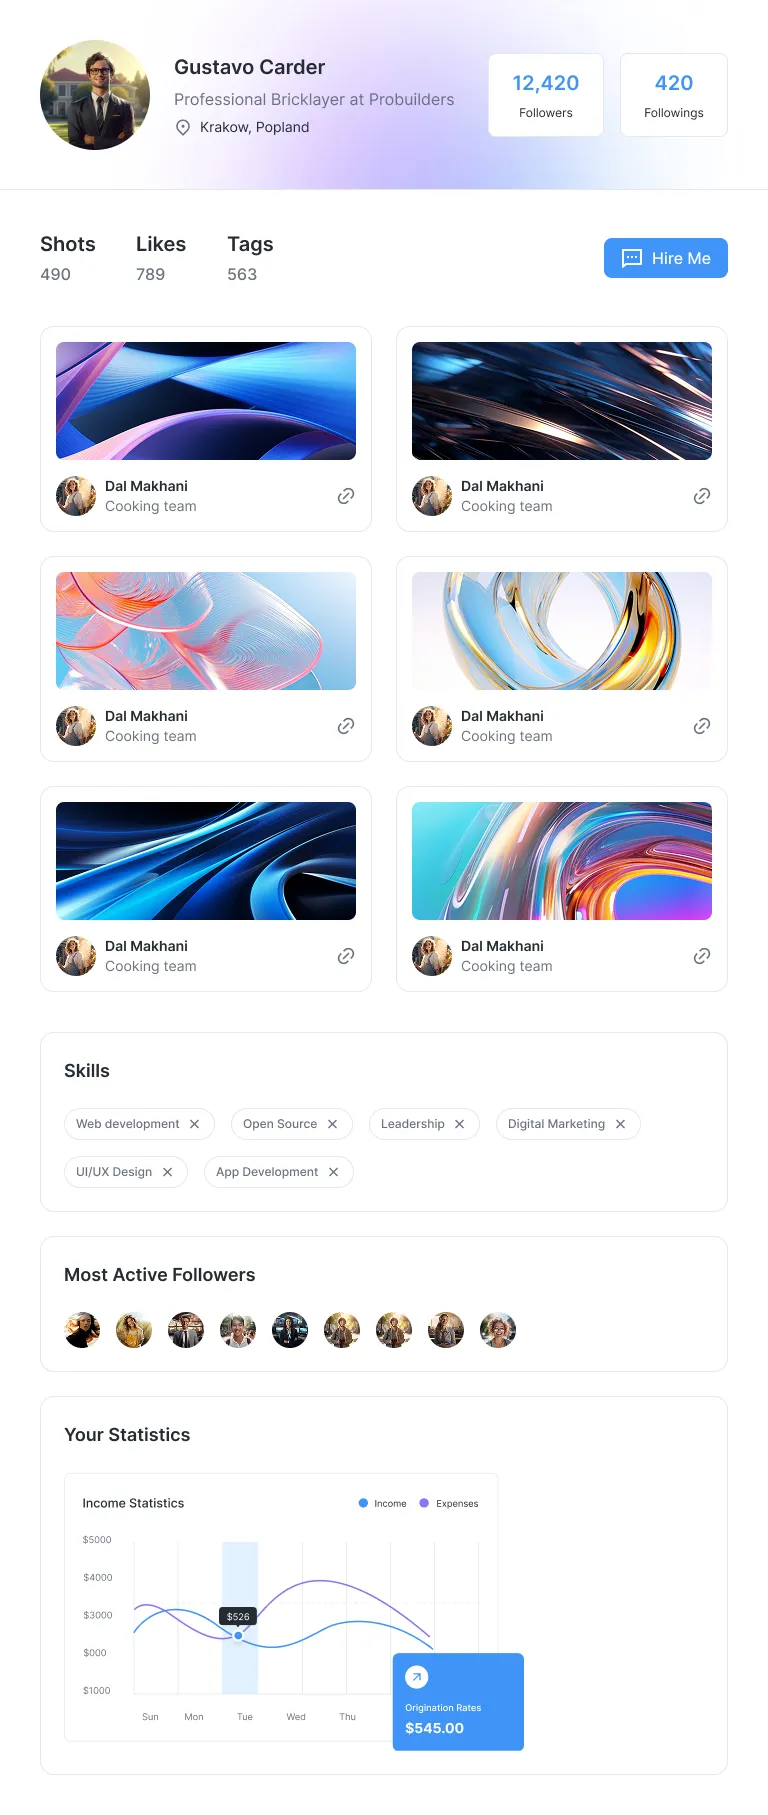 Gustavo Carder
Professional Bricklayer at Probuilders
Krakow, Popland
12,420
Followers
420
Followings
Shots
490
Likes
789
Tags
563
Hire Me
Dal Makhani
Cooking team
Dal Makhani
Cooking team
Dal Makhani
Cooking team
Dal Makhani
Cooking team
Dal Makhani
Cooking team
Dal Makhani
Cooking team
Skills
Web development
Open Source
Leadership
Digital Marketing
UI/UX Design
App Development
Most Active Followers
Your Statistics
Income Statistics
Income
Expenses
$5000
$4000
$3000
$000
$1000
$526
Sun
Mon
Tue
Wed
Thu
Origination Rates
$545.00